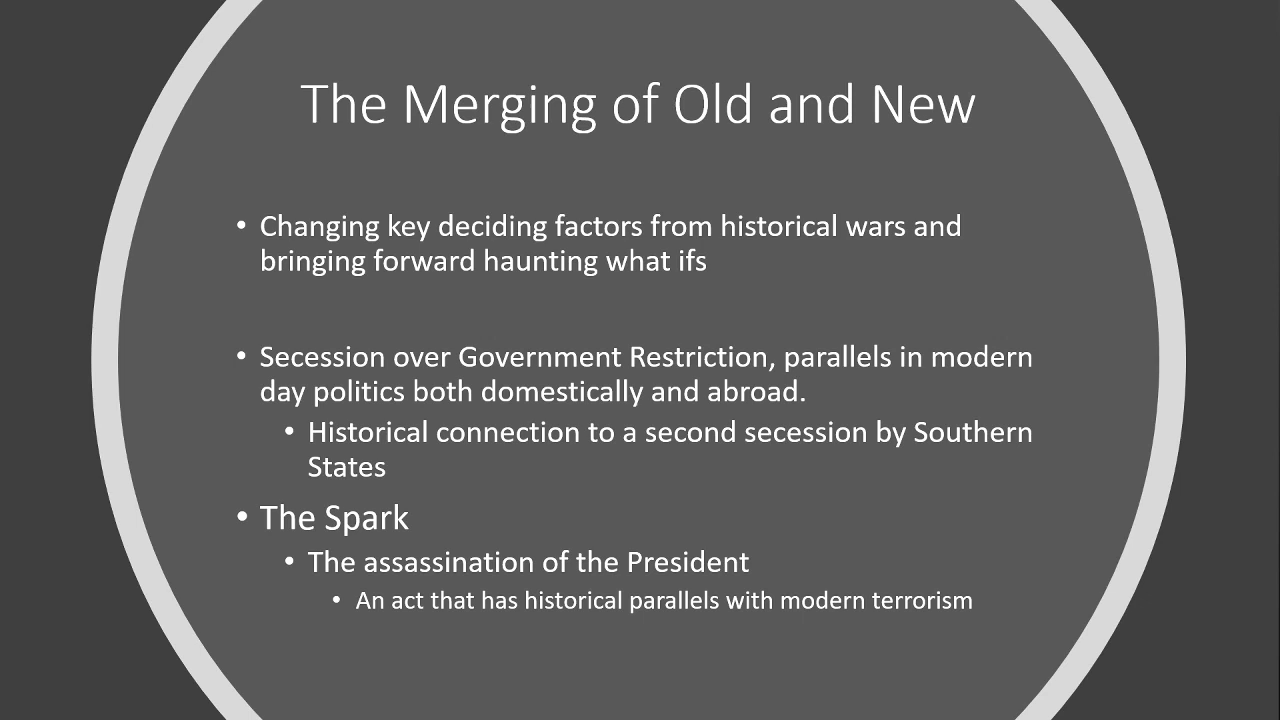 The Merging of Old and New
• Changing key deciding factors from historical wars and
bringing forward haunting what ifs
• Secession over Government Restriction, parallels in modern
day politics both domestically and abroad.
• Historical connection to a second secession by Southern
States
• The Spark
• The assassination of the President
• An act that has historical parallels with modern terrorism